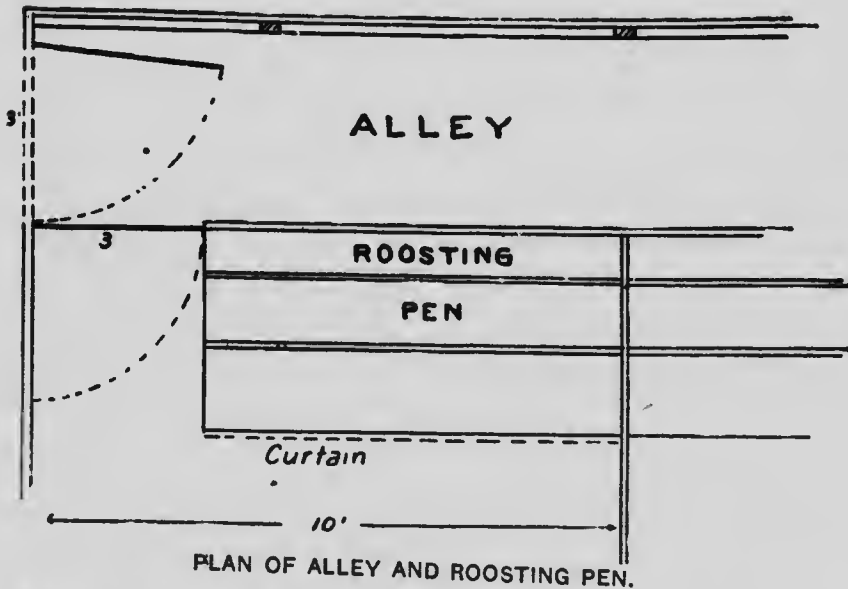 3'
ALLEY
3
ROOSTING
PEN
Curtain
10'
PLAN OF ALLEY AND ROOSTING PEN.